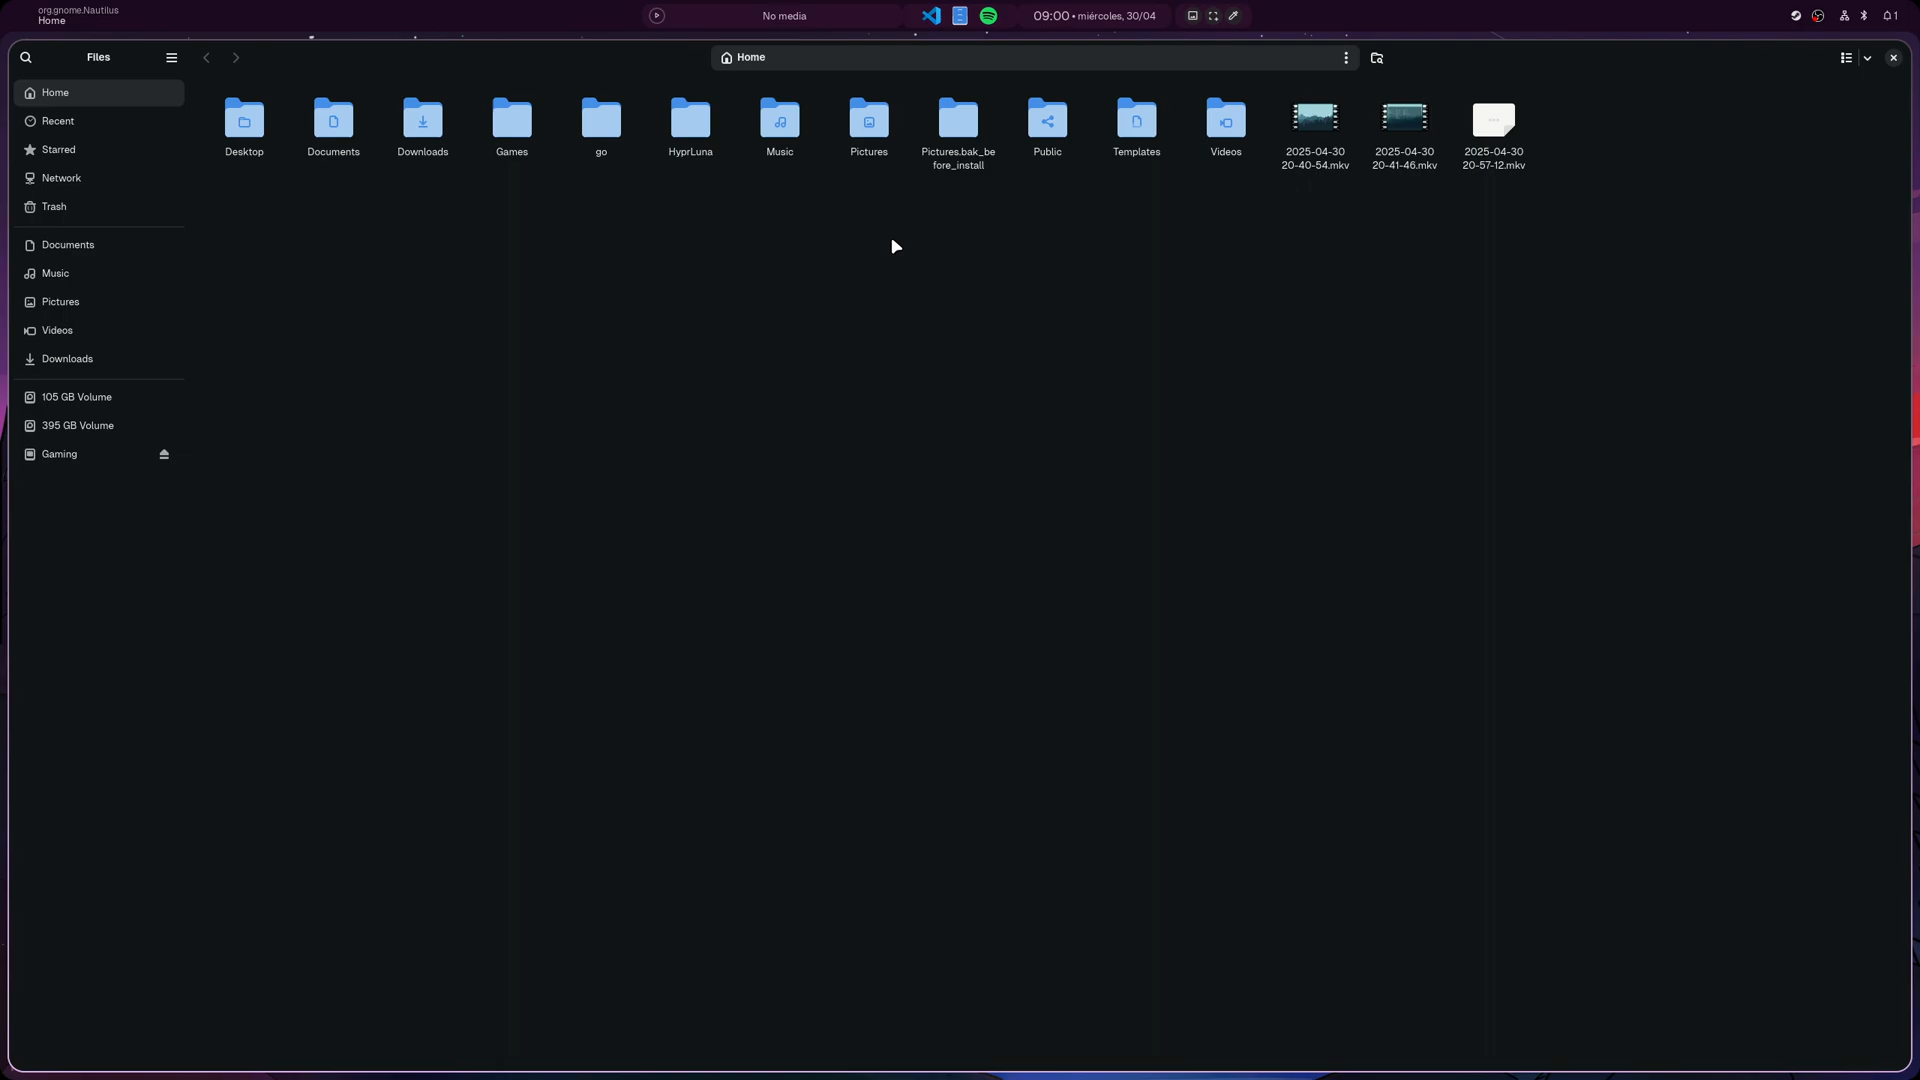 org.gnome.Nautilus
Home
No media
09:00 • miércoles, 30/04
1
Files
Home
Home
Recent
Starred
Network
Trash
Documents
Music
Pictures
Videos
Downloads
105 GB Volume
395 GB Volume
Gaming
Desktop
Documents
Downloads
Games
go
HyprLuna
Music
Pictures
Pictures.bak_be
fore_install
Public
Templates
Videos
2025-04-30
20-40-54.mkv
2025-04-30
20-41-46.mkv
2025-04-30
20-57-12.mkv